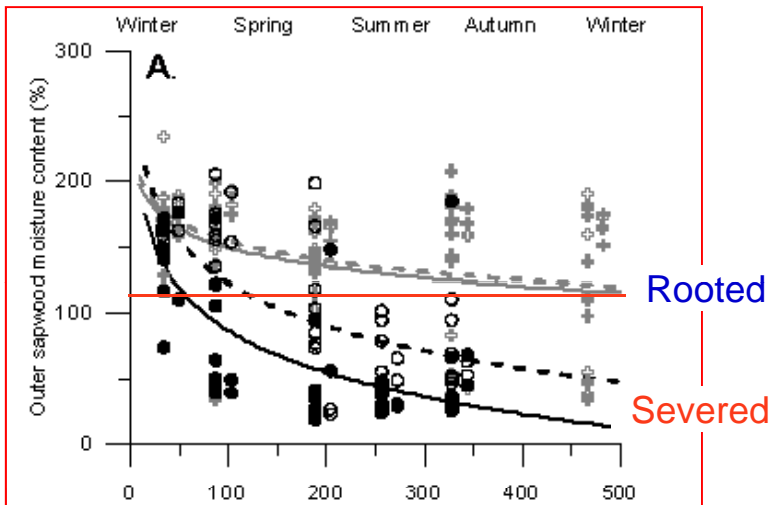 Winter Spring Summer Autumn Winter
300
A.
Outer sapwood moisture content (%)
200
Rooted
100
Severed
0
0 100 200 300 400 500